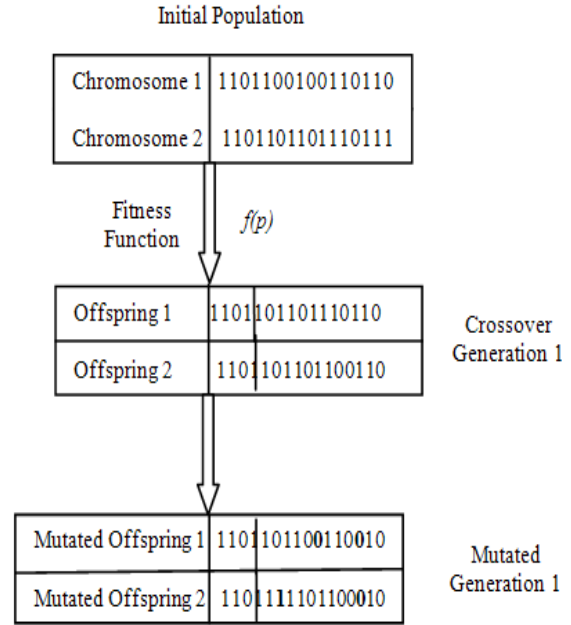 Initial Population
Chromosome 1 1101100100110110
Chromosome 2 1101101101110111
Fitness
Function
f(p)
Offspring 1 1101101101110110
Offspring 2 1101101101100110
Crossover
Generation 1
Mutated Offspring 1 1101101100110010
Mutated Offspring 2 1101111101100010
Mutated
Generation 1